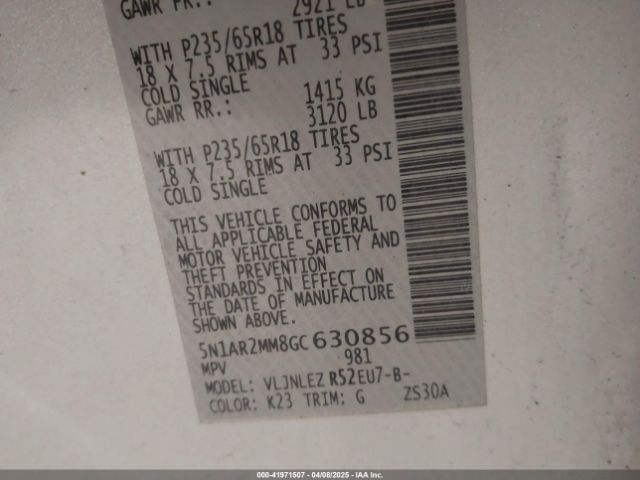 GAWR FR.:
2921 LB
WITH P235/65R18 TIRES
18 X 7.5 RIMS AT 33 PSI
COLD SINGLE
1415 KG
GAWR RR.: 3120 LB
WITH P235/65R18 TIRES
18 X 7.5 RIMS AT 33 PSI
COLD SINGLE
THIS VEHICLE CONFORMS TO
ALL APPLICABLE FEDERAL
MOTOR VEHICLE SAFETY AND
THEFT PREVENTION
STANDARDS IN EFFECT ON
THE DATE OF MANUFACTURE
SHOWN ABOVE.
5N1AR2MM8GC 630856
MPV 981
MODEL: VLJNLEZ R52EU7-B-
COLOR: K23 TRIM: G ZS30A
000-41971507 - 04/08/2025 - IAA Inc.